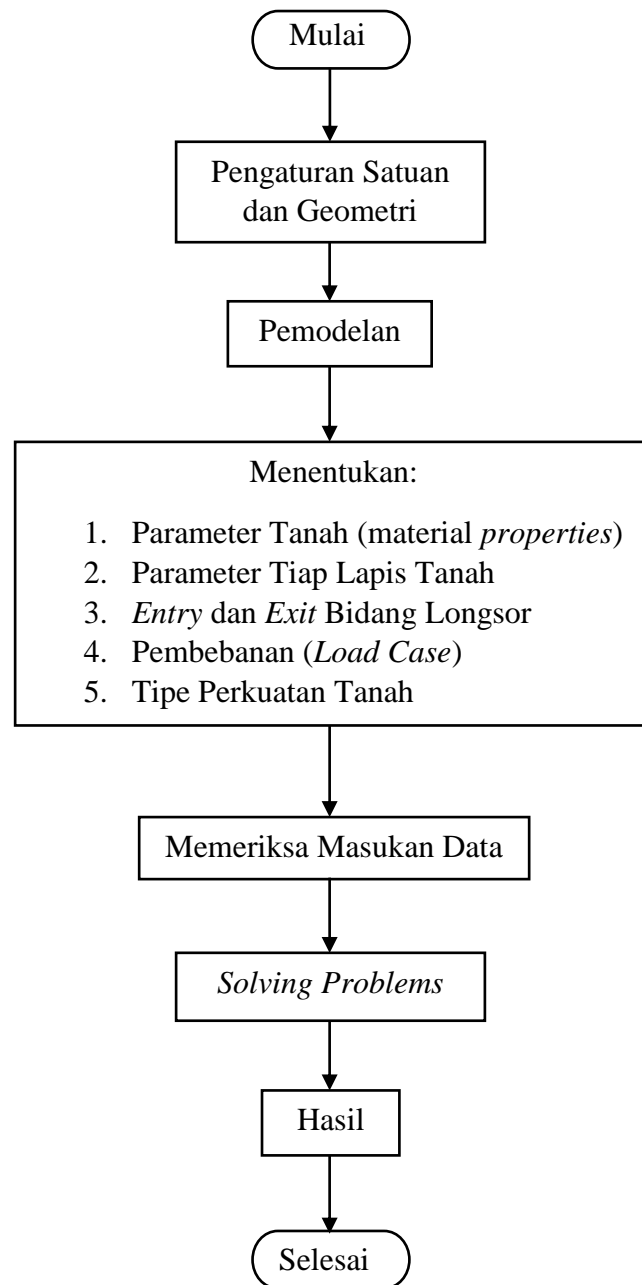 Mulai
Pengaturan Satuan
dan Geometri
Pemodelan
Menentukan:
1. Parameter Tanah (material properties)
2. Parameter Tiap Lapis Tanah
3. Entry dan Exit Bidang Longsor
4. Pembebanan (Load Case)
5. Tipe Perkuatan Tanah
Memeriksa Masukan Data
Solving Problems
Hasil
Selesai